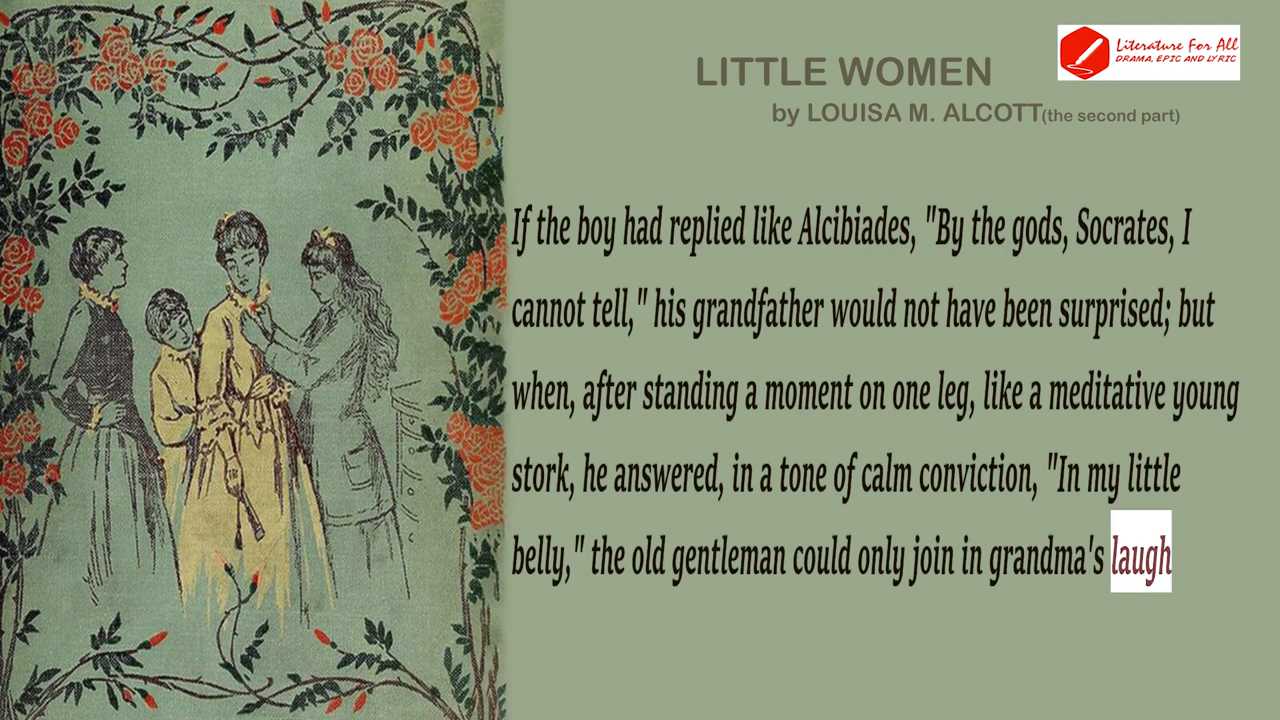 LITTLE WOMEN
Literature For All
DRAMA, EPIC AND LYRIC
by LOUISA M. ALCOTT(the second part)
If the boy had replied like Alcibiades, "By the gods, Socrates, I
cannot tell," his grandfather would not have been surprised; but
when, after standing a moment on one leg, like a meditative young
stork, he answered, in a tone of calm conviction, "In my little
belly," the old gentleman could only join in grandma's laugh